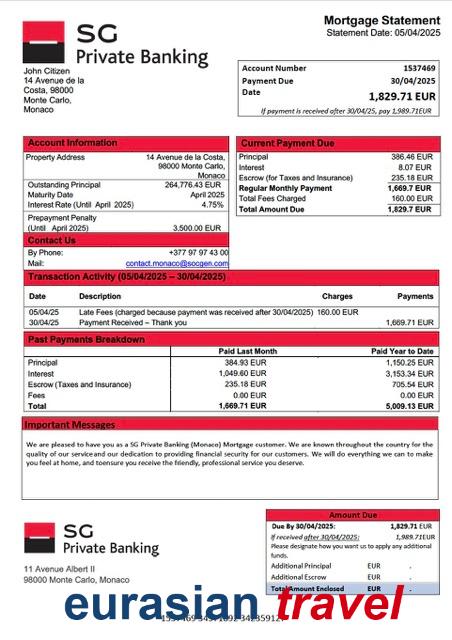 SG
Private Banking
Mortgage Statement
Statement Date: 05/04/2025
John Citizen
14 Avenue de la
Costa, 98000
Monte Carlo,
Monaco
Account Number 1537469
Payment Due 30/04/2025
Date 1,829.71 EUR
If payment is received after 30/04/2025, pay 1,989.71EUR
Account Information
Property Address 14 Avenue de la Costa,
98000 Monte Carlo,
Monaco
Outstanding Principal 264,776.43 EUR
Maturity Date April 2025
Interest Rate (Until April 2025) 4.75%
Prepayment Penalty
(Until April 2025) 3,500.00 EUR
Contact Us
By Phone: +377 97 97 43 00
Mail: contact.monaco@socgen.com
Current Payment Due
Principal 386.46 EUR
Interest 8.07 EUR
Escrow (for Taxes and Insurance) 235.18 EUR
Regular Monthly Payment 1,669.7 EUR
Total Fees Charged 160.00 EUR
Total Amount Due 1,829.7 EUR
Transaction Activity (05/04/2025 – 30/04/2025)
Date Description Charges Payments
05/04/25 Late Fees (charged because payment was received after 30/04/2025) 160.00 EUR
30/04/25 Payment Received – Thank you 1,669.71 EUR
Past Payments Breakdown
Paid Last Month Paid Year to Date
Principal 384.93 EUR 1,150.25 EUR
Interest 1,049.60 EUR 3,153.34 EUR
Escrow (Taxes and Insurance) 235.18 EUR 705.54 EUR
Fees 0.00 EUR 0.00 EUR
Total 1,669.71 EUR 5,009.13 EUR
Important Messages
We are pleased to have you as a SG Private Banking (Monaco) Mortgage customer. We are known throughout the country for the
quality of our service and our dedication to providing financial security for our customers. We will do everything we can to make
you feel at home, and toensure you receive the friendly, professional service you deserve.
SG
Private Banking
11 Avenue Albert II
98000 Monte Carlo, Monaco
Amount Due
Due By 30/04/2025: 1,829.71 EUR
If received after 30/04/2025: 1,989.71EUR
Please designate how you want us to apply any additional
funds.
Additional Principal EUR .
Additional Escrow EUR .
Total Amount Enclosed EUR .
eurasian travel